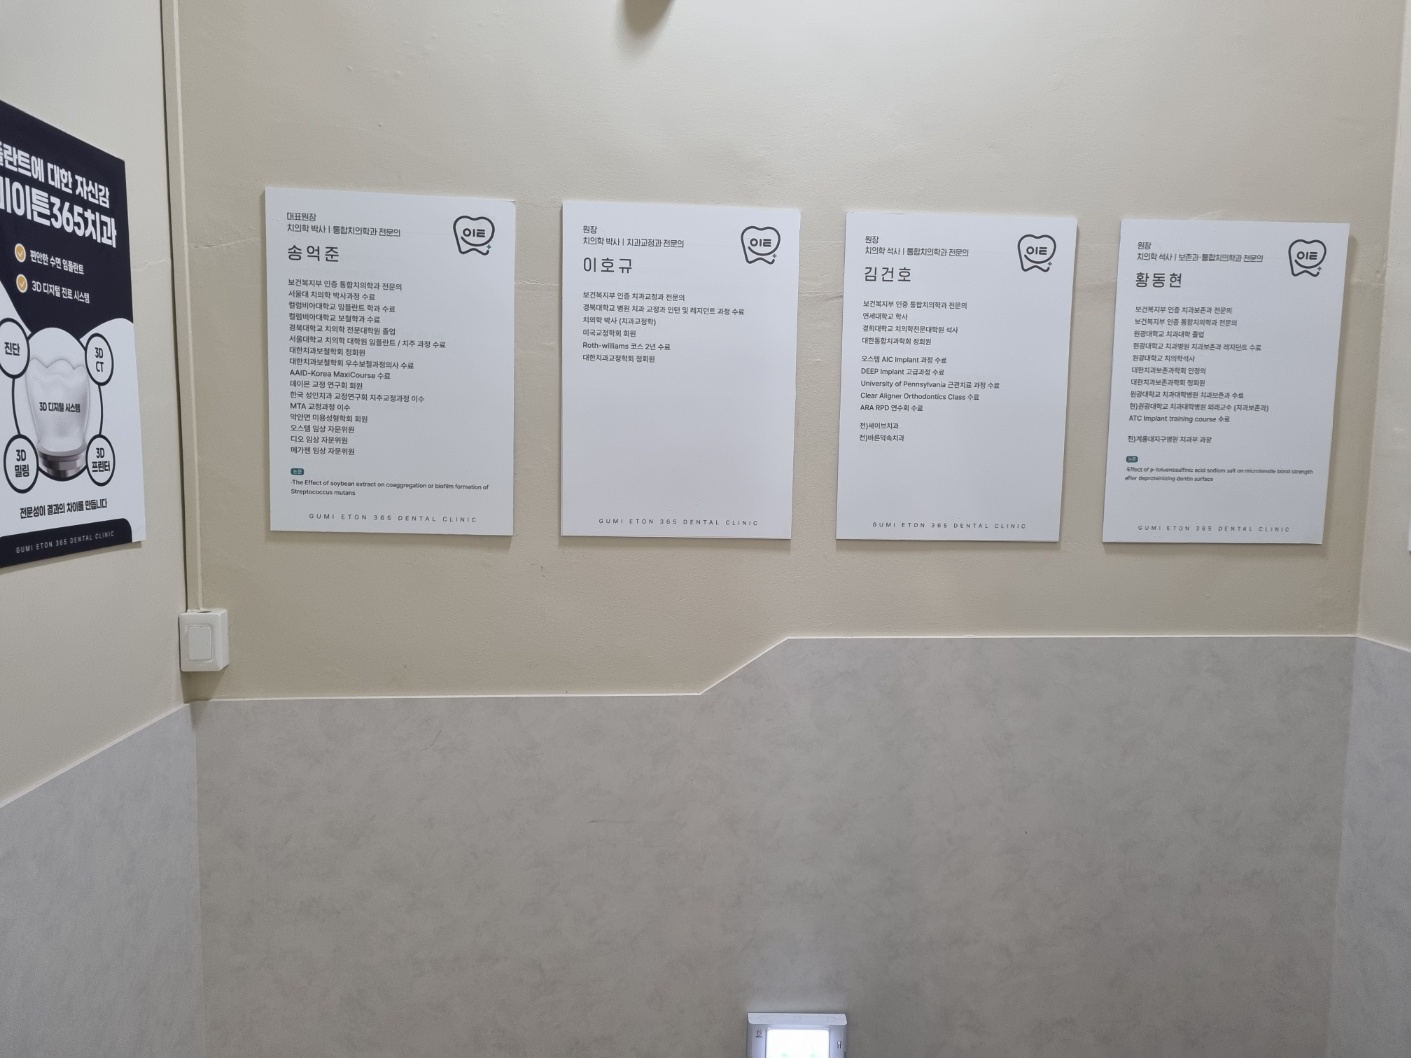 플란트에 대한 자신감
미이튼365치과
편안한 수면 임플란트
3D 디지털 진료 시스템
진단
3D
CT
3D 디지털 시스템
3D
밀링
3D
프린터
전문성이 결과의 차이를 만듭니다
GUMI ETON 365 DENTAL CLINIC
대표원장
치의학 박사 | 통합치의학과 전문의
이튼
송억준
보건복지부 인증 통합치의학과 전문의
서울대 치의학 박사과정 수료
컬럼비아대학교 임플란트 학과 수료
컬럼비아대학교 보철학과 수료
경북대학교 치의학 전문대학원 졸업
서울대학교 치의학 대학원 임플란트 / 치주 과정 수료
대한치과보철학회 정회원
대한치과보철학회 우수보철과정의사 수료
AAID-Korea MaxiCourse 수료
데이몬 교정 연구회 회원
한국 성인치과 교정연구회 치주교정과정 이수
MTA 교정과정 이수
악안면 미용성형학회 회원
오스템 임상 자문위원
디오 임상 자문위원
메가젠 임상 자문위원
논문
·The Effect of soybean extract on coaggregation or biofilm formation of
Streptococcus mutans
GUMI ETON 365 DENTAL CLINIC
원장
치의학 박사 | 치과교정과 전문의
이튼
이호규
보건복지부 인증 치과교정과 전문의
경북대학교 병원 치과 교정과 인턴 및 레지던트 과정 수료
치의학 박사 (치과교정학)
미국교정학회 회원
Roth-williams 코스 2년 수료
대한치과교정학회 정회원
GUMI ETON 365 DENTAL CLINIC
원장
치의학 석사 | 통합치의학과 전문의
이튼
김건호
보건복지부 인증 통합치의학과 전문의
연세대학교 학사
경희대학교 치의학전문대학원 석사
대한통합치과학회 정회원
오스템 AIC Implant 과정 수료
DEEP Implant 고급과정 수료
University of Pennsylvania 근관치료 과정 수료
Clear Aligner Orthodontics Class 수료
ARA RPD 연수회 수료
전)세이브치과
전)바른약속치과
GUMI ETON 365 DENTAL CLINIC
원장
치의학 석사 | 보존과·통합치의학과 전문의
이튼
황동현
보건복지부 인증 치과보존과 전문의
보건복지부 인증 통합치의학과 전문의
원광대학교 치과대학 졸업
원광대학교 치과병원 치과보존과 레지던트 수료
원광대학교 치의학석사
대한치과보존과학회 인정의
대한치과보존과학회 정회원
원광대학교 치과대학병원 치과보존과 수료
현)원광대학교 치과대학병원 외래교수 (치과보존과)
ATC Implant training course 수료
전)계룡대지구병원 치과부 과장
논문
·Effect of p-toluenesulfinic acid sodium salt on microtensile bond strength
after deproteinizing dentin surface
GUMI ETON 365 DENTAL CLINIC